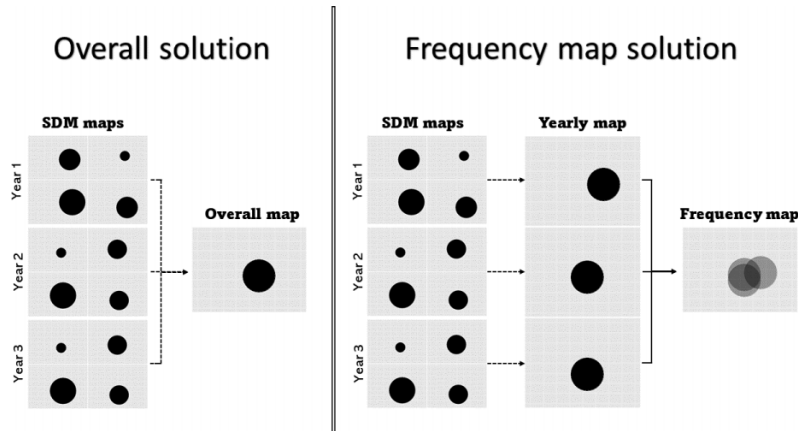 Overall solution
SDM maps
Year 1
Year 2
Year 3
Overall map
Frequency map solution
SDM maps
Yearly map
Year 1
Year 2
Year 3
Frequency map